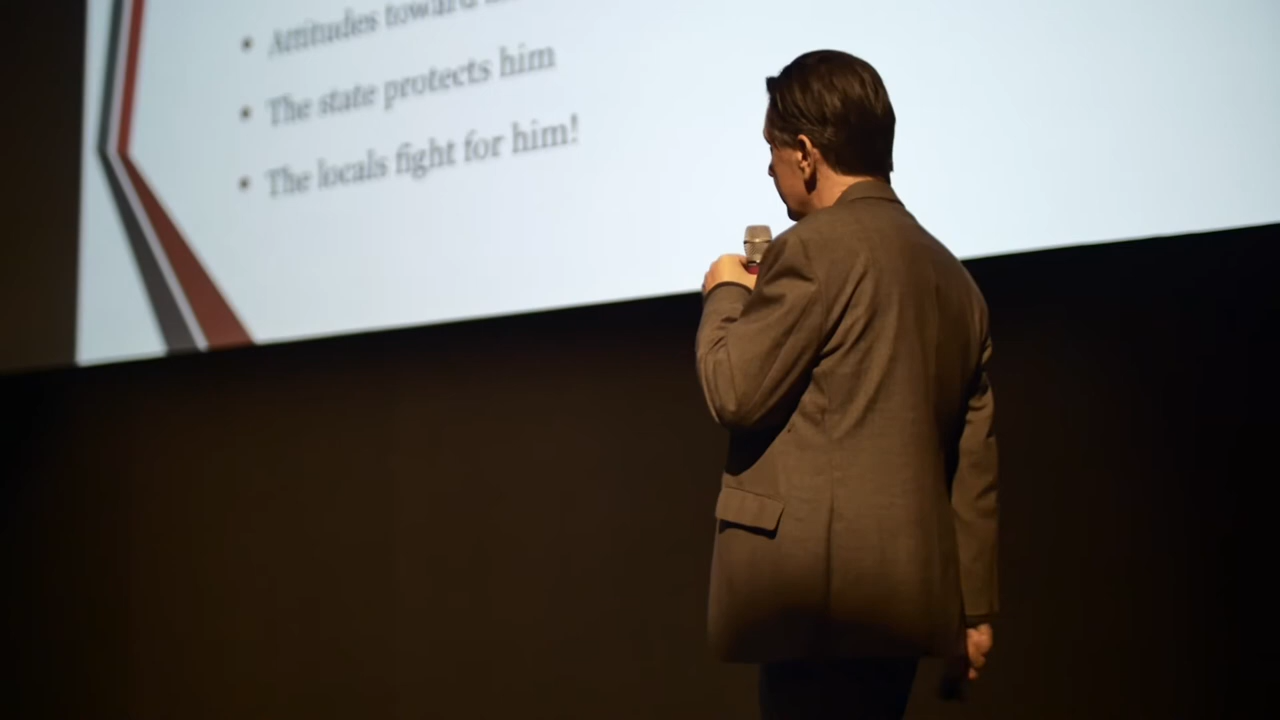 Attitudes toward
The state protects him
The locals fight for him!